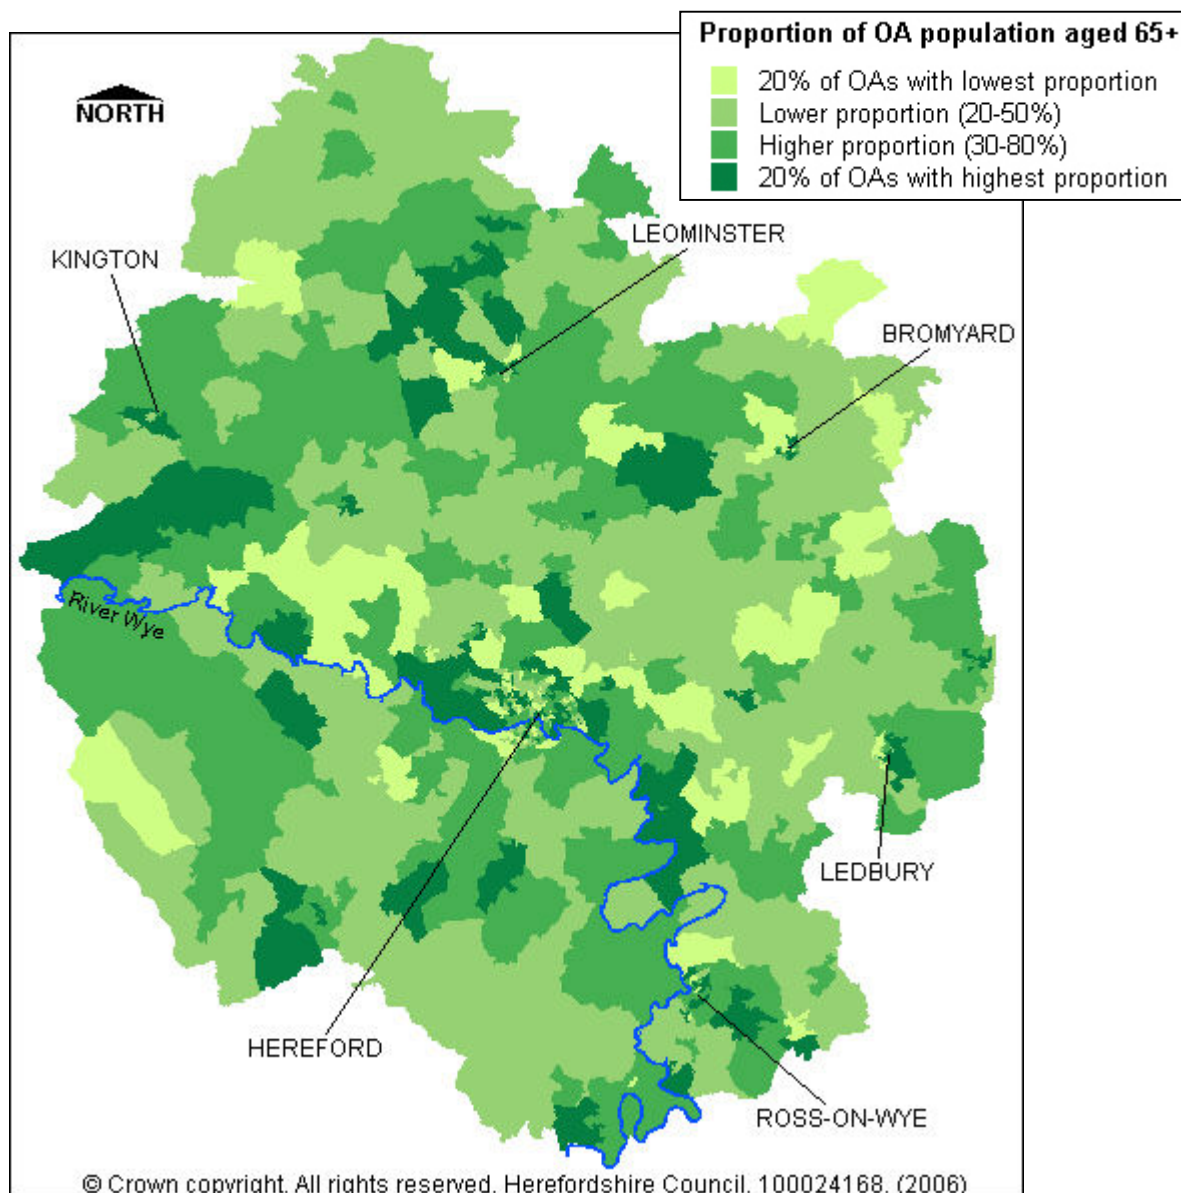 Proportion of OA population aged 65+
20% of OAs with lowest proportion
Lower proportion (20-50%)
Higher proportion (30-80%)
20% of OAs with highest proportion
NORTH
LEOMINSTER
KINGTON
BROMYARD
River Wye
LEDBURY
HEREFORD
ROSS-ON-WYE
© Crown copyright. All rights reserved. Herefordshire Council. 100024168. (2006)